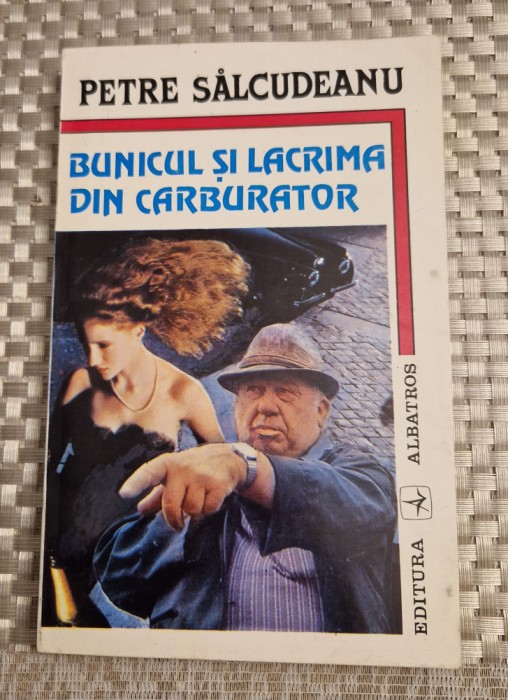 PETRE SĂLCUDEANU
BUNICUL ȘI LACRIMA
DIN CARBURATOR
EDITURA ALBATROS